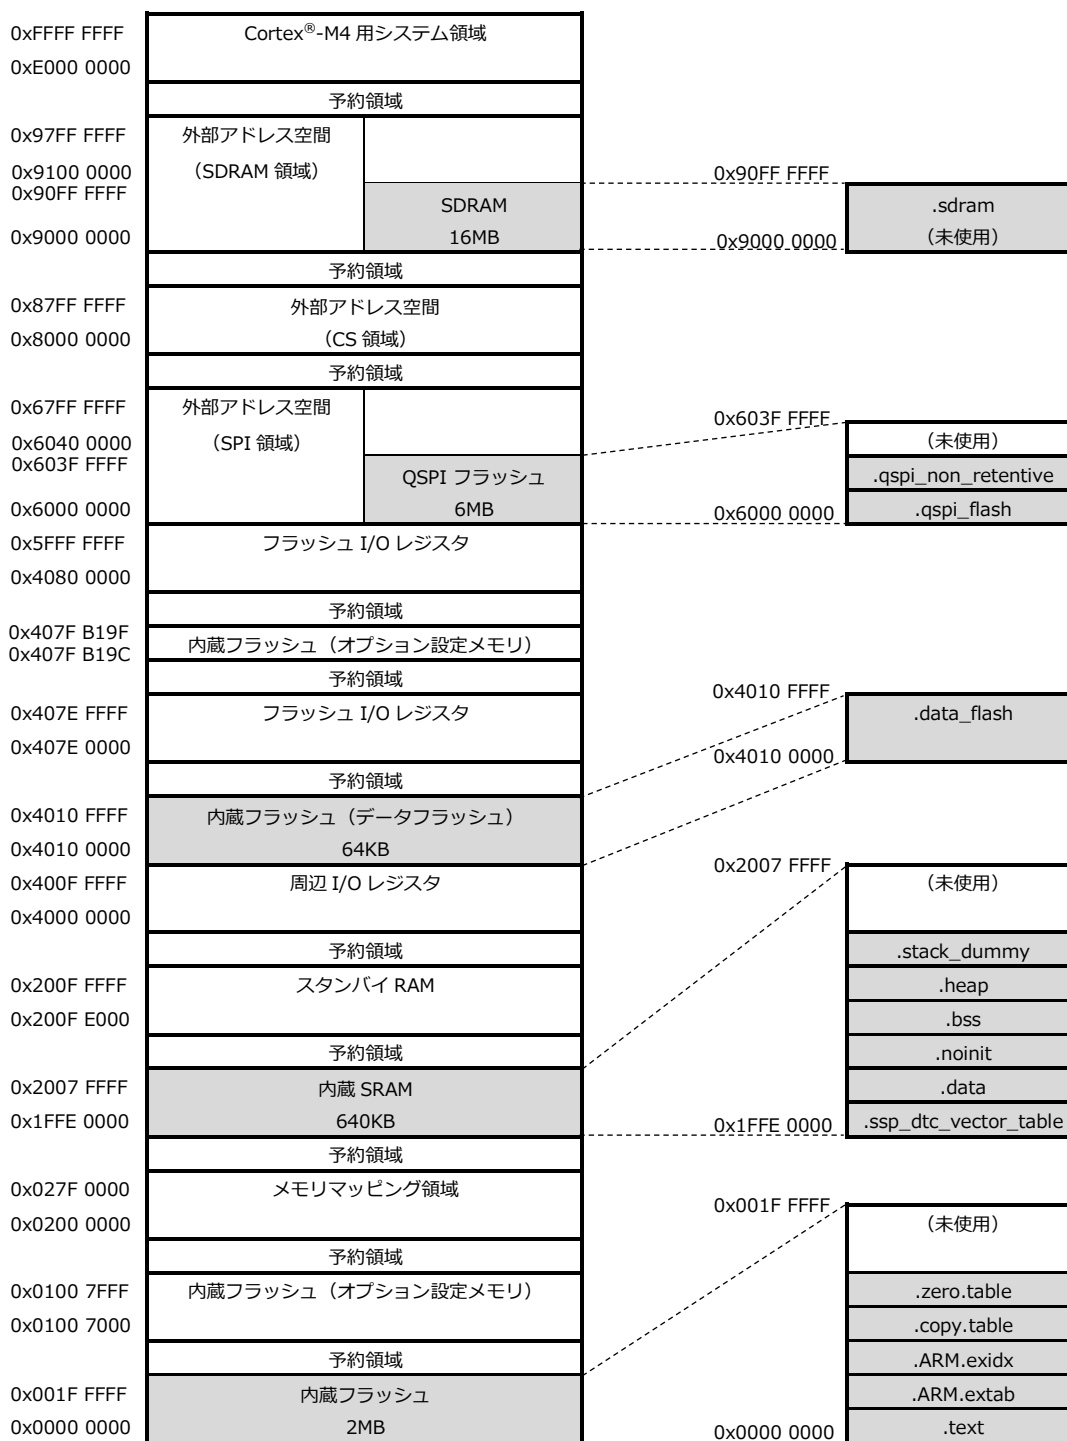 0xFFFF FFFF Cortex®-M4 用システム領域
0xE000 0000
予約領域
0x97FF FFFF 外部アドレス空間
0x9100 0000 （SDRAM 領域） 0x90FF FFFF
0x90FF FFFF SDRAM .sdram
0x9000 0000 16MB 0x9000 0000 （未使用）
予約領域
0x87FF FFFF 外部アドレス空間
0x8000 0000 （CS 領域）
予約領域
0x67FF FFFF 外部アドレス空間 0x603F FFFF
0x6040 0000 （SPI 領域） （未使用）
0x603F FFFF QSPI フラッシュ .qspi_non_retentive
0x6000 0000 6MB 0x6000 0000 .qspi_flash
0x5FFF FFFF フラッシュ I/O レジスタ
0x4080 0000
予約領域
0x407F B19F 内蔵フラッシュ（オプション設定メモリ）
0x407F B19C
予約領域 0x4010 FFFF
0x407E FFFF フラッシュ I/O レジスタ .data_flash
0x407E 0000 0x4010 0000
予約領域
0x4010 FFFF 内蔵フラッシュ（データフラッシュ）
0x4010 0000 64KB 0x2007 FFFF
0x400F FFFF 周辺 I/O レジスタ （未使用）
0x4000 0000
予約領域 .stack_dummy
0x200F FFFF スタンバイ RAM .heap
0x200F E000 .bss
予約領域 .noinit
0x2007 FFFF 内蔵 SRAM .data
0x1FFE 0000 640KB 0x1FFE 0000 .ssp_dtc_vector_table
予約領域
0x027F 0000 メモリマッピング領域 0x001F FFFF
0x0200 0000 （未使用）
予約領域
0x0100 7FFF 内蔵フラッシュ（オプション設定メモリ） .zero.table
0x0100 7000 .copy.table
予約領域 .ARM.exidx
0x001F FFFF 内蔵フラッシュ .ARM.extab
0x0000 0000 2MB 0x0000 0000 .text